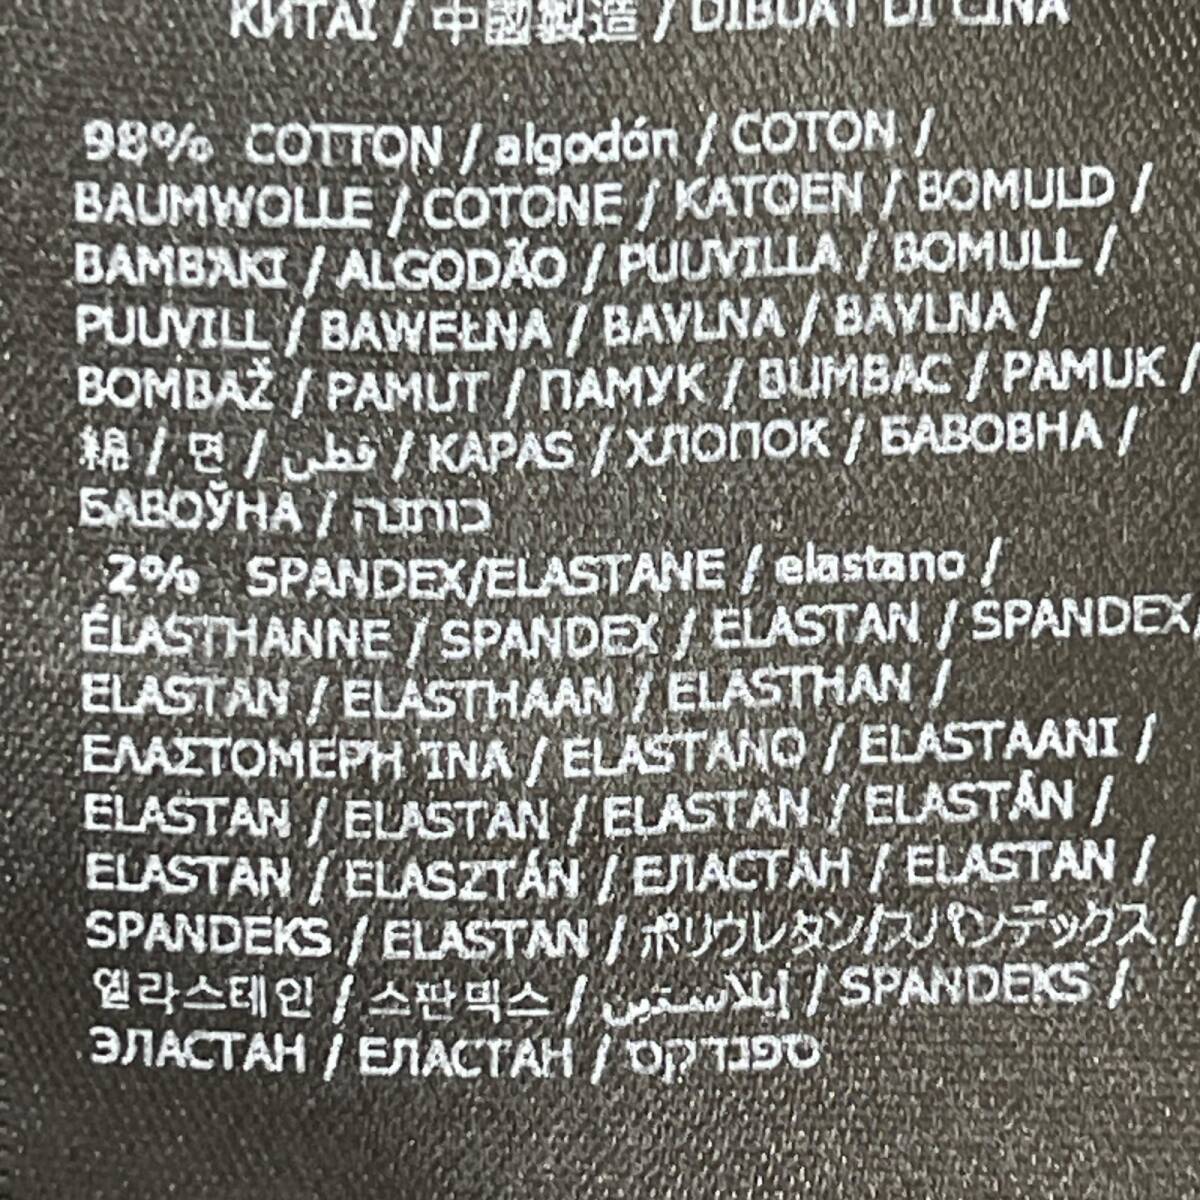 КИТАЇ / 中國製造 / DIBUAT DI CINA
98% COTTON / algodón / COTON /
BAUMWOLLE / COTONE / KATOEN / BOMULD /
ΒΑΜΒΆΚΙ / ALGODÃO / PUUVILLA / BOMULL /
PUUVILL / BAWEŁNA / BAVLNA / BAVLNA /
BOMBAŽ / PAMUT / ПАМУК / BUMBAC / PAMUK /
綿 / 면 / قطن / KAPAS / ХЛОПОК / БАВОВНА /
БАВОЎНА / כותנה
2% SPANDEX/ELASTANE / elastano /
ÉLASTHANNE / SPANDEX / ELASTAN / SPANDEX/
ELASTAN / ELASTHAAN / ELASTHAN /
ΕΛΑΣΤΟΜΕΡΉ ΊΝΑ / ELASTANO / ELASTAANI /
ELASTAN / ELASTAN / ELASTAN / ELASTÁN /
ELASTAN / ELASZTÁN / ЕЛАСТАН / ELASTAN /
SPANDEKS / ELASTAN / ポリウレタン/スパンデックス /
엘라스테인 / 스판덱스 / إيلاستين / SPANDEKS /
ЭЛАСТАН / ЕЛАСТАН / ספנדקס